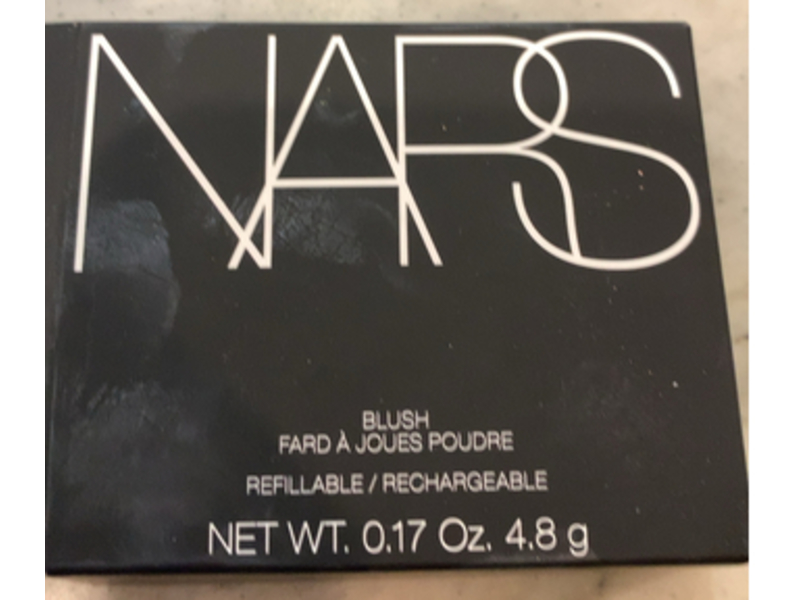 NARS
BLUSH
FARD À JOUES POUDRE
REFILLABLE / RECHARGEABLE
NET WT. 0.17 Oz. 4.8 g